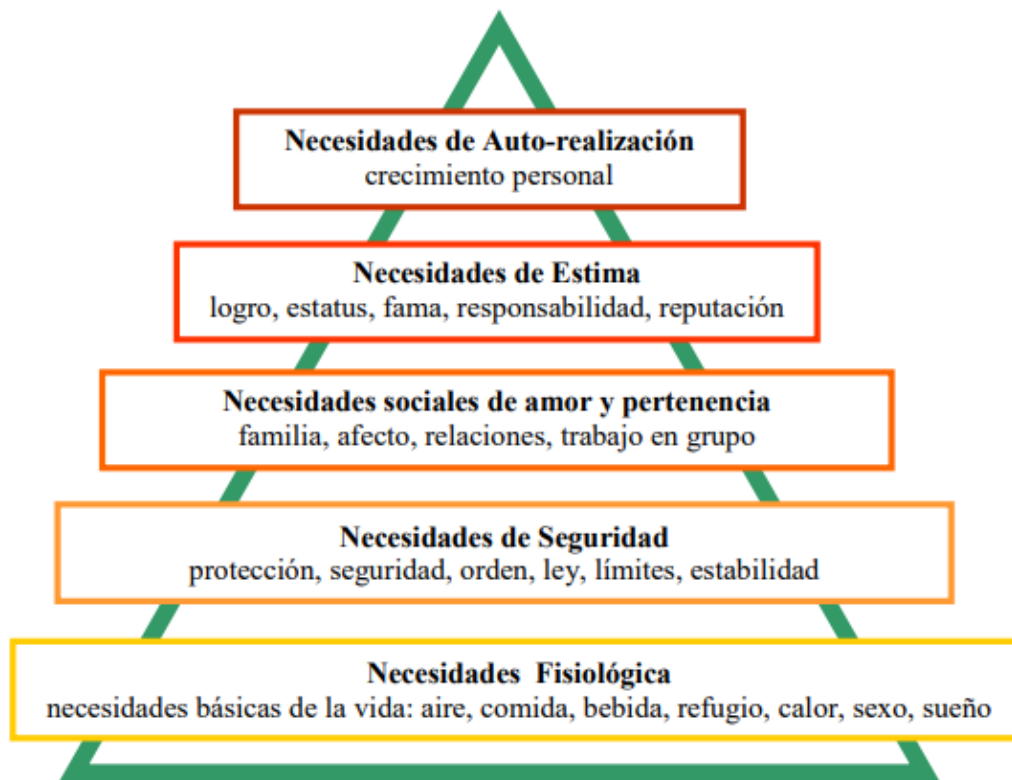 Necesidades de Auto-realización
crecimiento personal
Necesidades de Estima
logro, estatus, fama, responsabilidad, reputación
Necesidades sociales de amor y pertenencia
familia, afecto, relaciones, trabajo en grupo
Necesidades de Seguridad
protección, seguridad, orden, ley, límites, estabilidad
Necesidades Fisiológica
necesidades básicas de la vida: aire, comida, bebida, refugio, calor, sexo, sueño